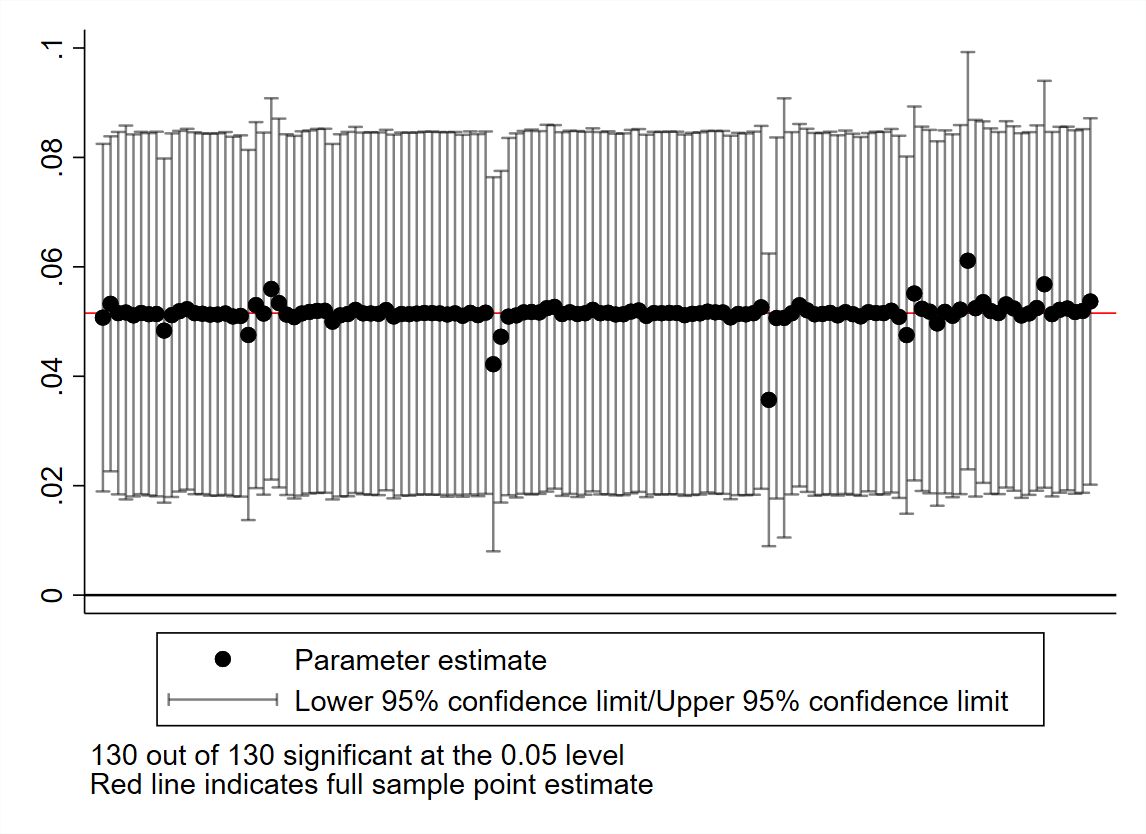 .1
.08
.06
.04
.02
0
Parameter estimate
Lower 95% confidence limit/Upper 95% confidence limit
130 out of 130 significant at the 0.05 level
Red line indicates full sample point estimate